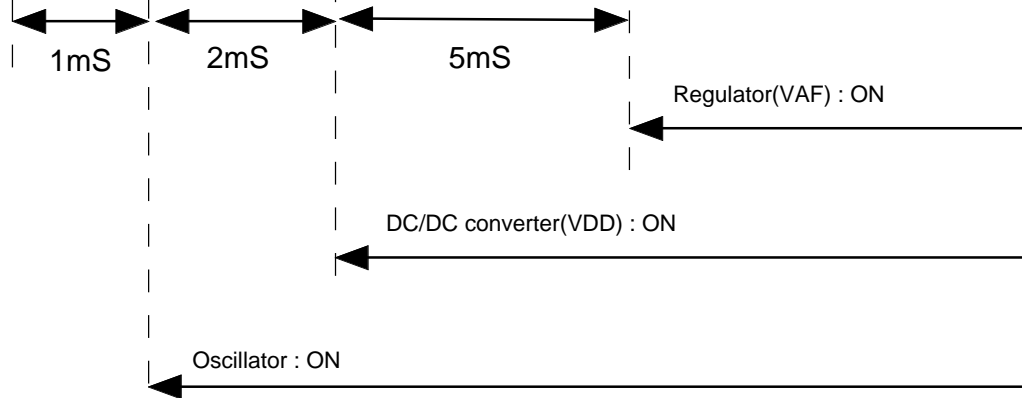 1mS 2mS 5mS
Regulator(VAF) : ON
DC/DC converter(VDD) : ON
Oscillator : ON